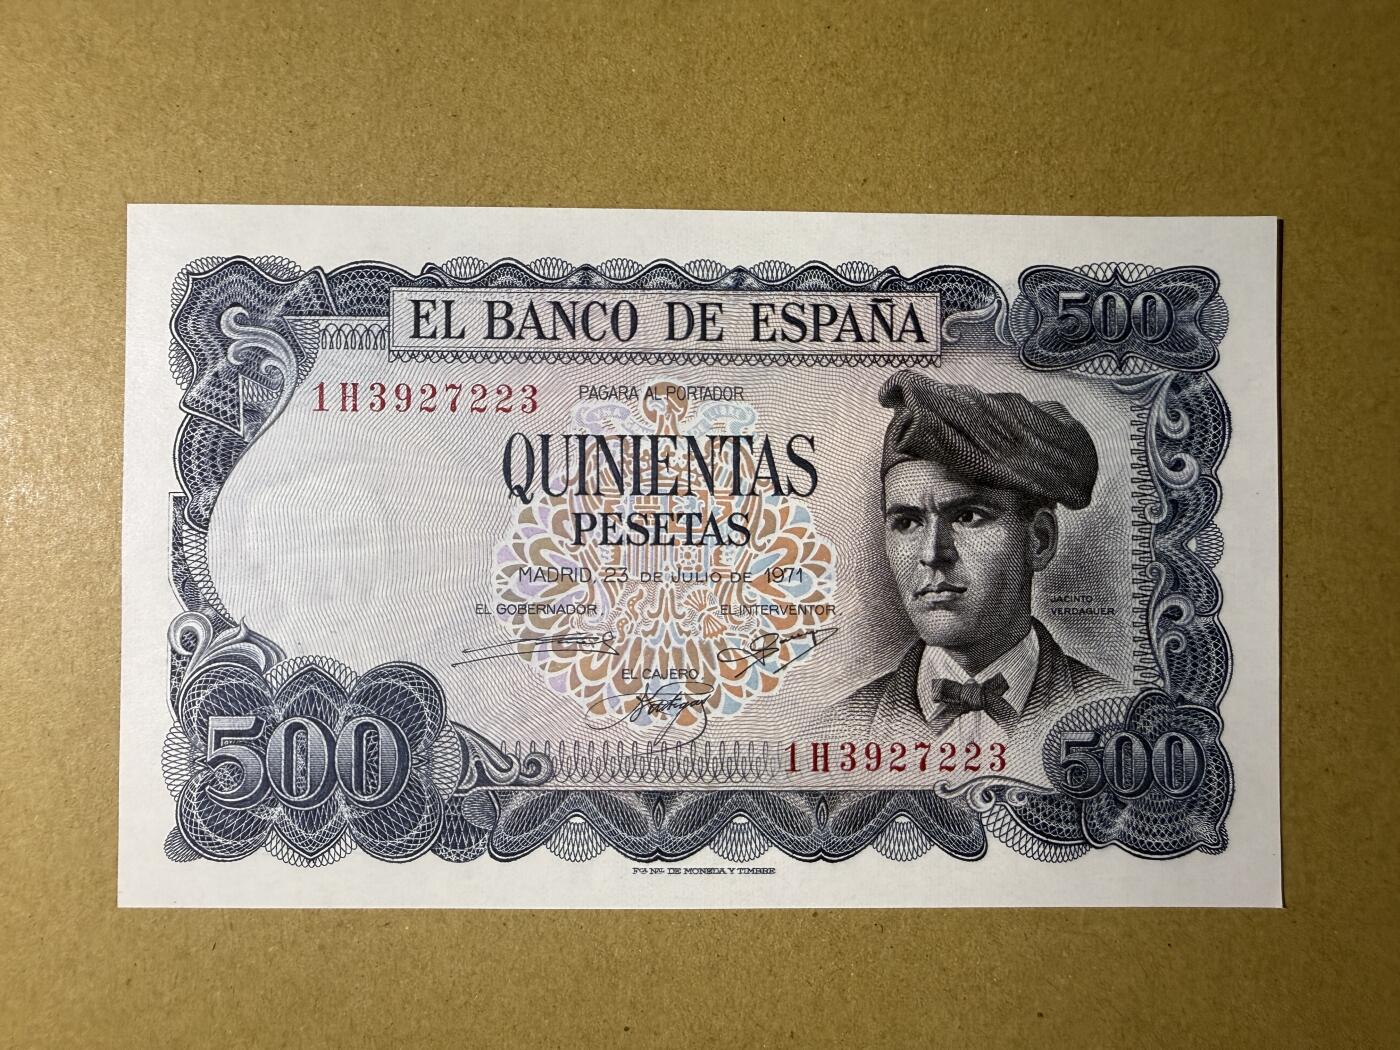 EL BANCO DE ESPAÑA
500
1H3927223
PAGARA AL PORTADOR
QUINIENTAS
PESETAS
MADRID, 23 DE JULIO DE 1971
EL GOBERNADOR,
EL INTERVENTOR,
JACINTO
VERDAGUER
EL CAJERO,
500
1H3927223
500
FCA NAL DE MONEDA Y TIMBRE